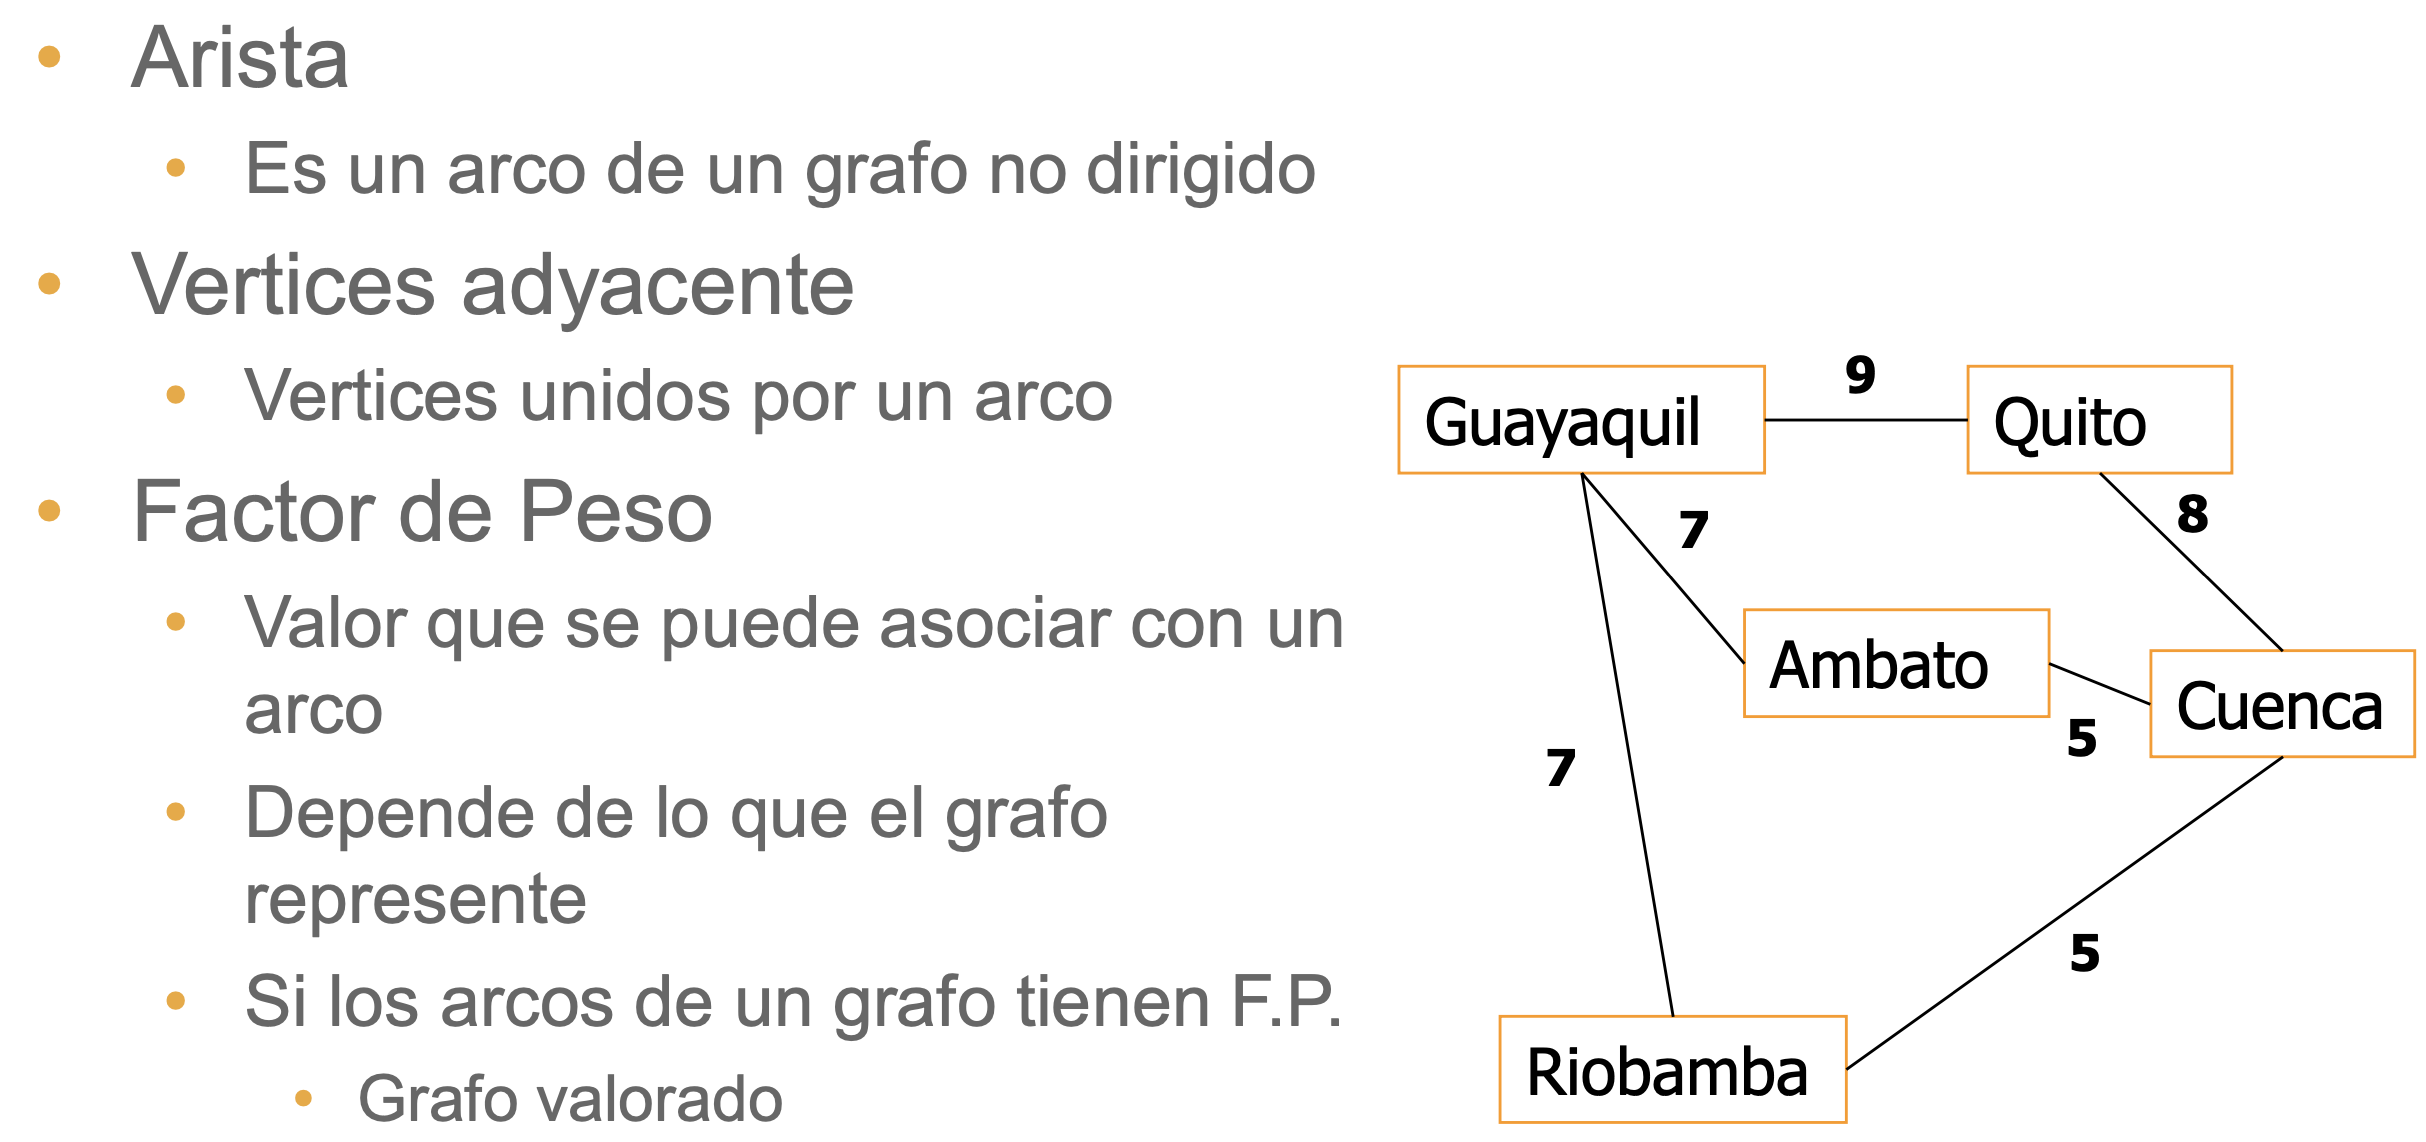 Arista
Es un arco de un grafo no dirigido
Vertices adyacente
Vertices unidos por un arco
Factor de Peso
Valor que se puede asociar con un
arco
Depende de lo que el grafo
represente
Si los arcos de un grafo tienen F.P.
Grafo valorado
9
Guayaquil
Quito
7
8
Ambato
Cuenca
5
7
5
Riobamba